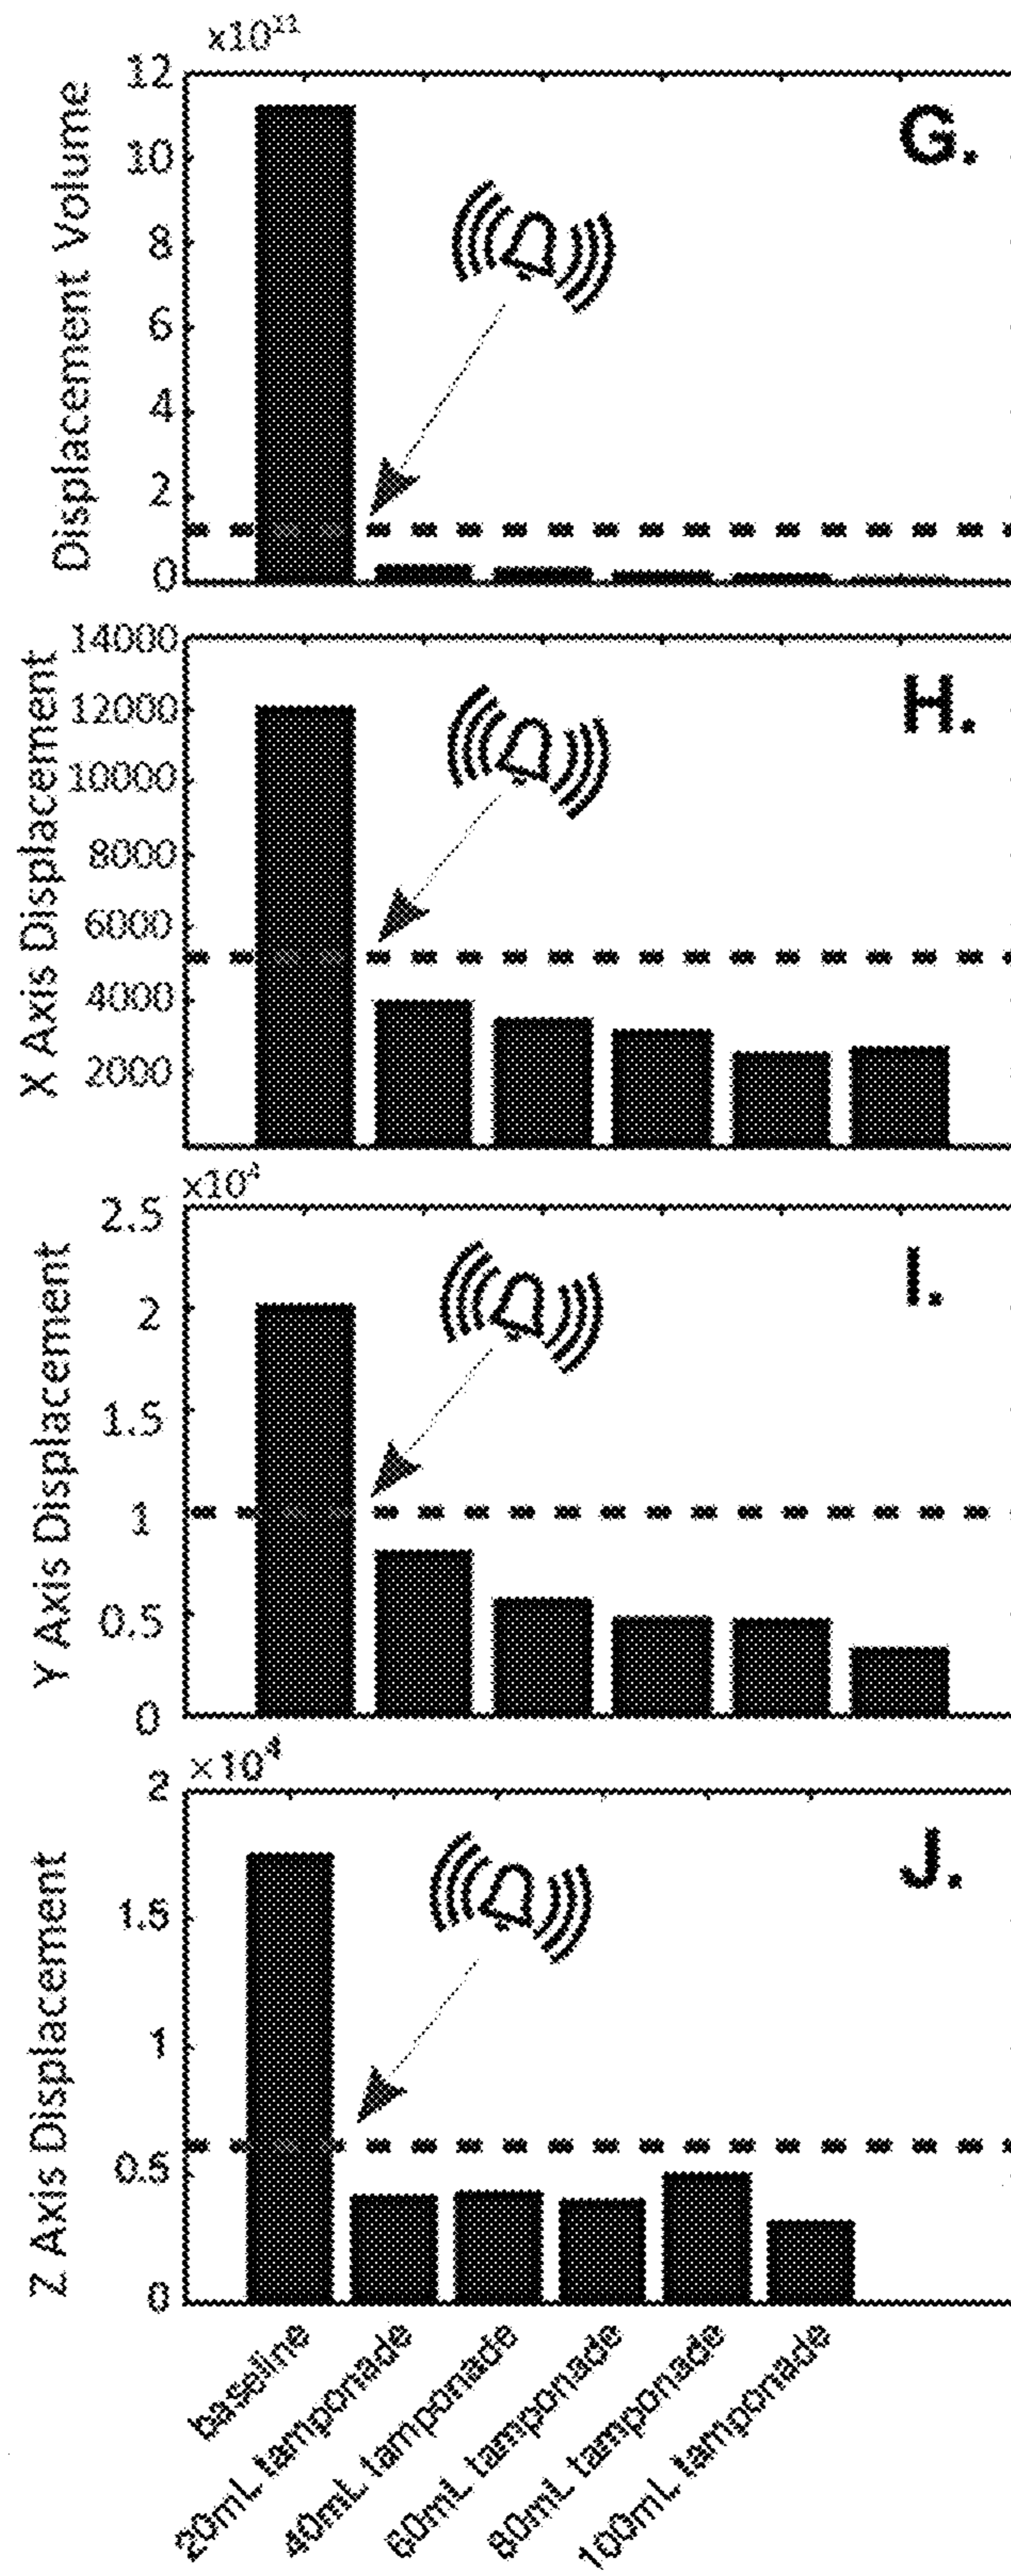 x10¹¹
Displacement Volume
12
10
8
6
4
2
0
G.
X Axis Displacement
14000
12000
10000
8000
6000
4000
2000
H.
x10⁴
Y Axis Displacement
2.5
2
1.5
1
0.5
0
I.
×10⁴
Z Axis Displacement
2
1.5
1
0.5
0
J.
baseline
20mL tamponade
40mL tamponade
60mL tamponade
80mL tamponade
100mL tamponade